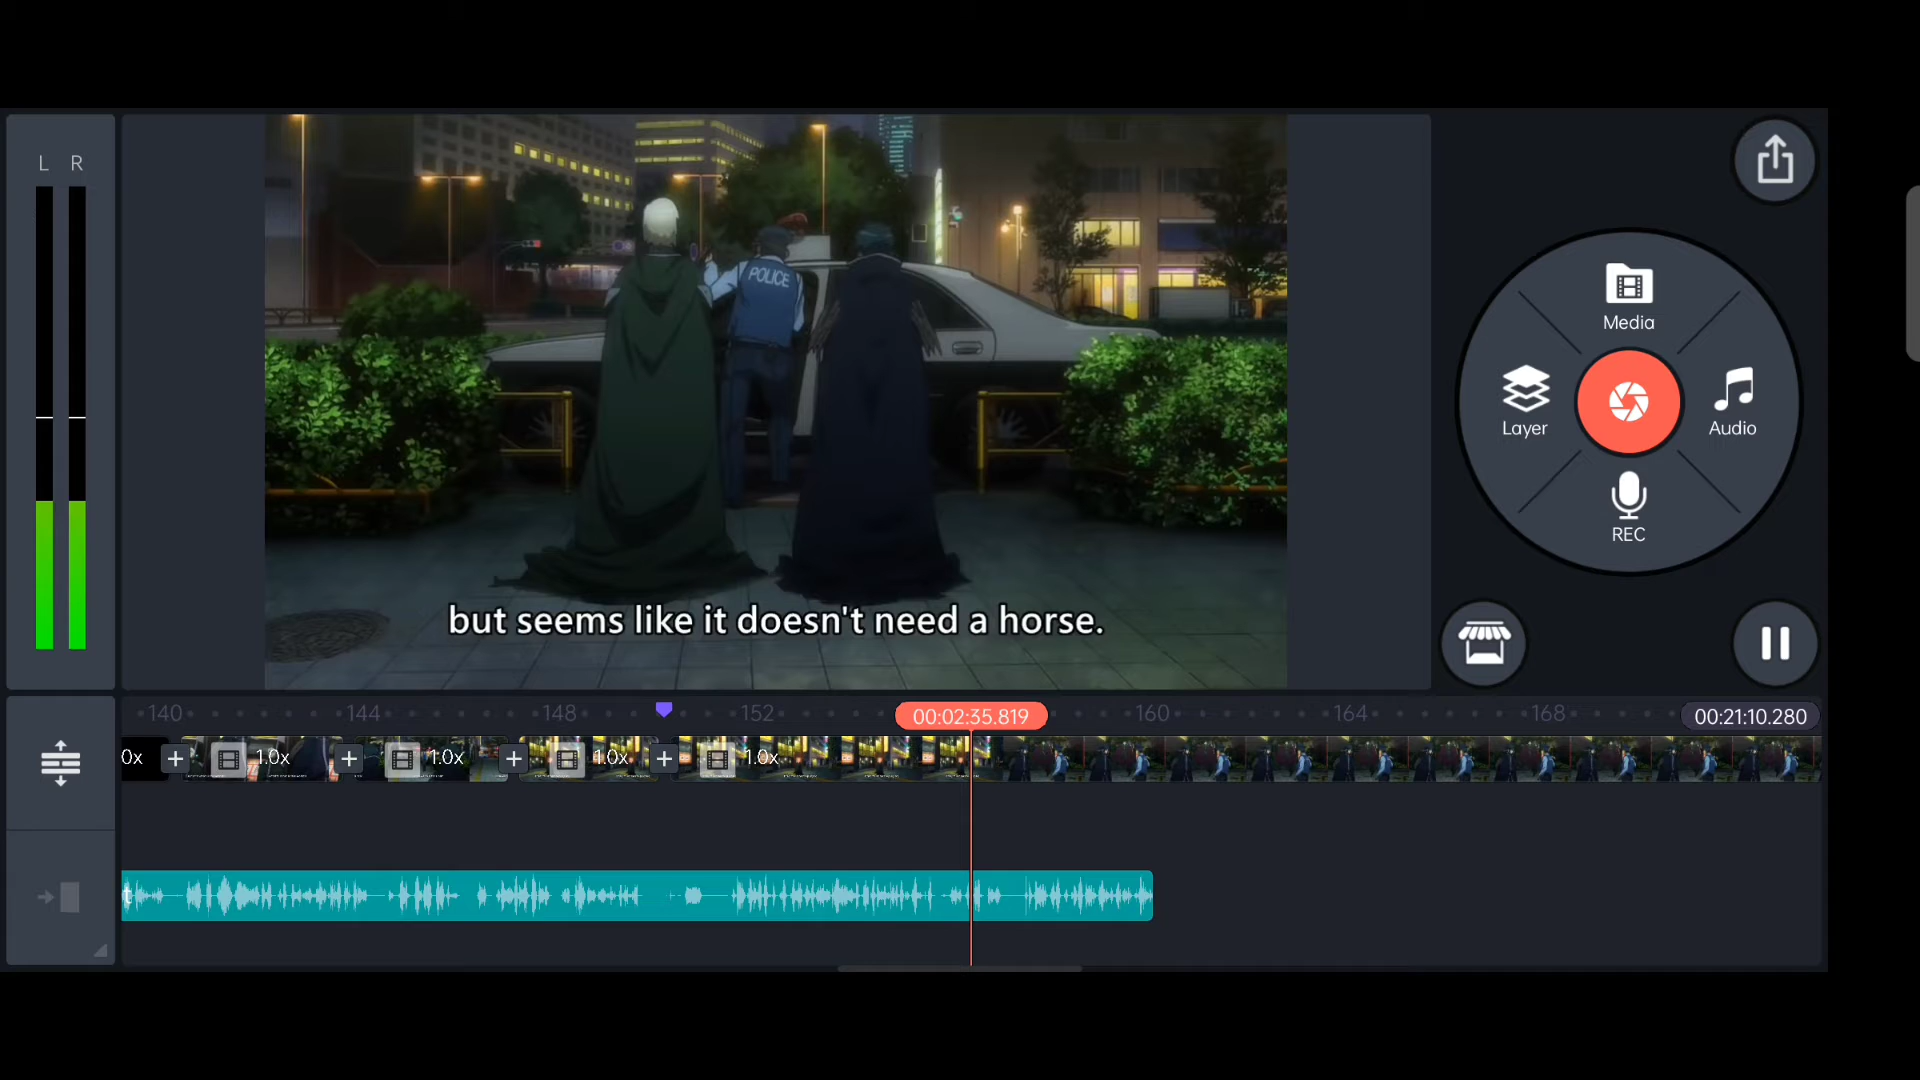 L R
POLICE
but seems like it doesn't need a horse.
Media
Layer
Audio
REC
140 144 148 152 00:02:35.819 160 164 168 00:21:10.280
0x 1.0x 1.0x 1.0x 1.0x
t